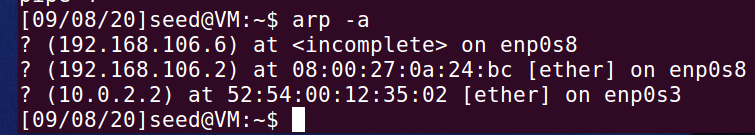 [09/08/20]seed@VM:~$ arp -a
? (192.168.106.6) at <incomplete> on enp0s8
? (192.168.106.2) at 08:00:27:0a:24:bc [ether] on enp0s8
? (10.0.2.2) at 52:54:00:12:35:02 [ether] on enp0s3
[09/08/20]seed@VM:~$